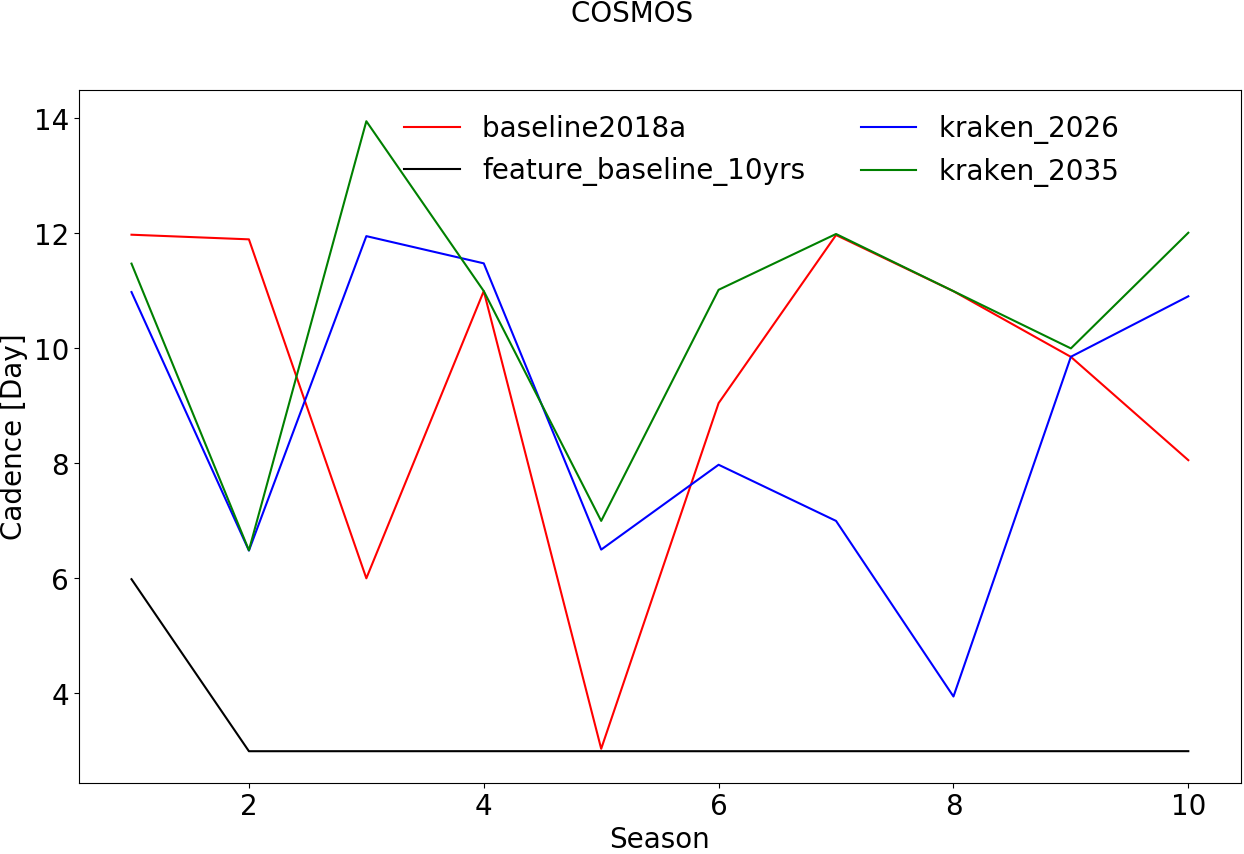 COSMOS
14
12
10
8
6
4
Cadence [Day]
baseline2018a
feature_baseline_10yrs
kraken_2026
kraken_2035
2 4 6 8 10
Season